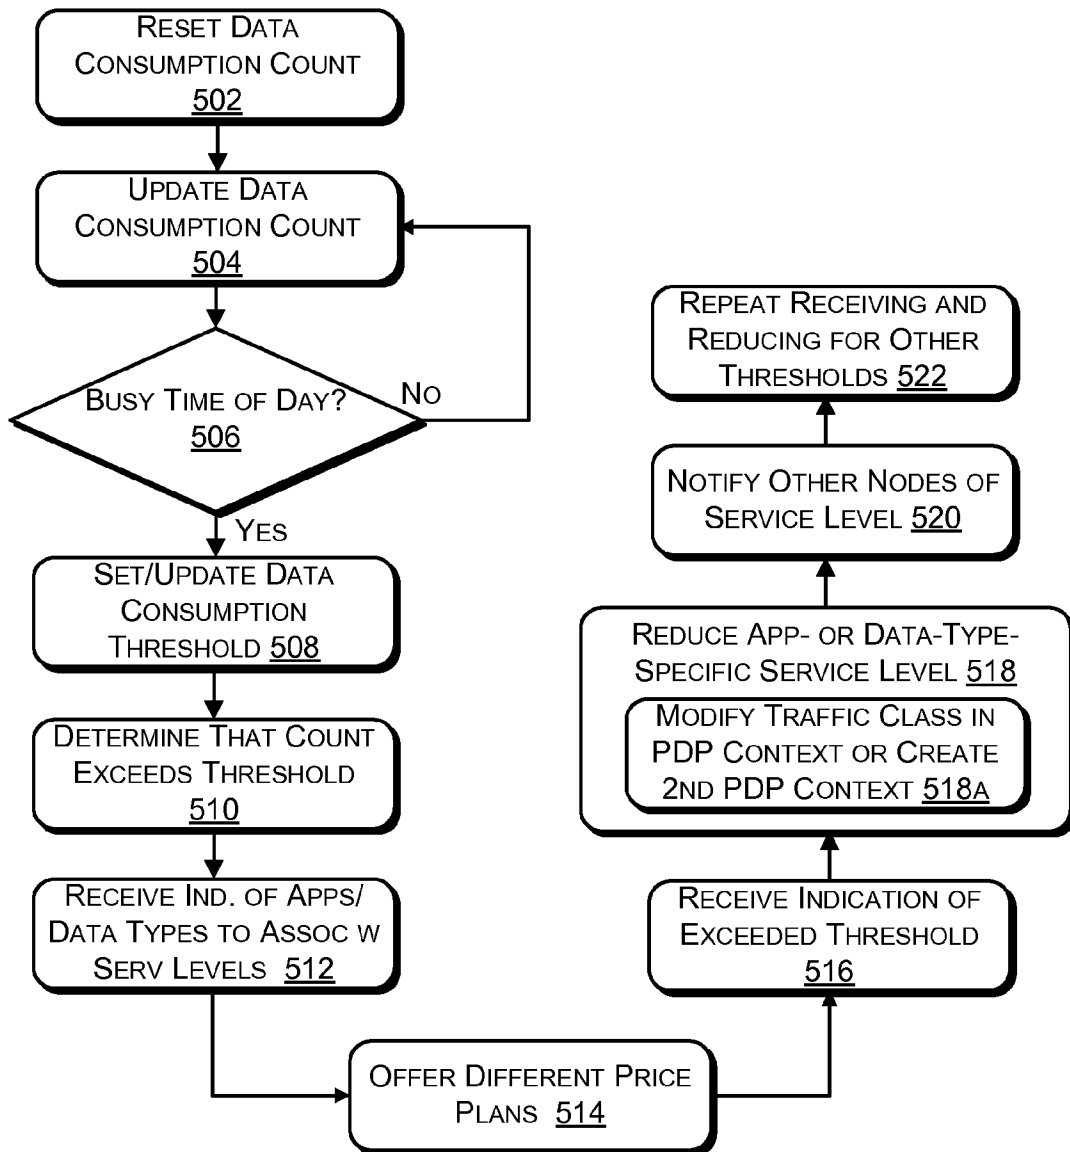 RESET DATA
CONSUMPTION COUNT
502
UPDATE DATA
CONSUMPTION COUNT
504
BUSY TIME OF DAY?
506
NO
YES
SET/UPDATE DATA
CONSUMPTION
THRESHOLD 508
DETERMINE THAT COUNT
EXCEEDS THRESHOLD
510
RECEIVE IND. OF APPS/
DATA TYPES TO ASSOC W
SERV LEVELS 512
OFFER DIFFERENT PRICE
PLANS 514
RECEIVE INDICATION OF
EXCEEDED THRESHOLD
516
REDUCE APP- OR DATA-TYPE-
SPECIFIC SERVICE LEVEL 518
MODIFY TRAFFIC CLASS IN
PDP CONTEXT OR CREATE
2ND PDP CONTEXT 518A
NOTIFY OTHER NODES OF
SERVICE LEVEL 520
REPEAT RECEIVING AND
REDUCING FOR OTHER
THRESHOLDS 522